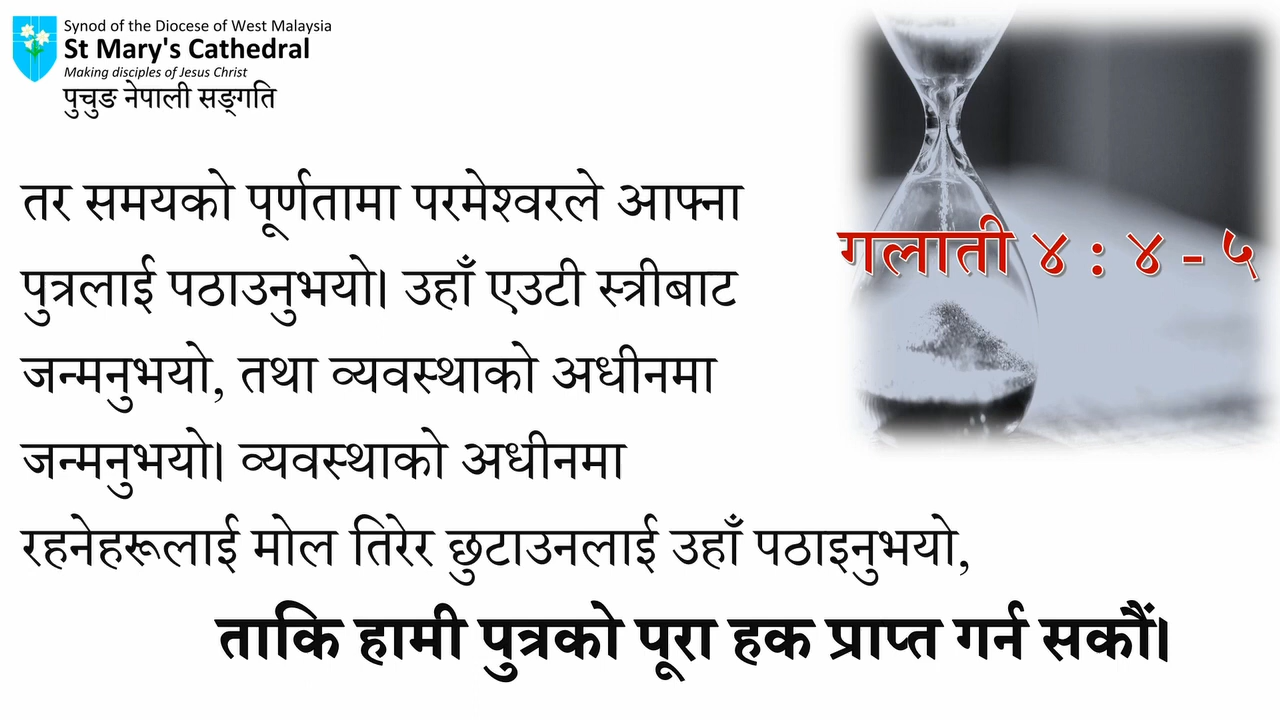 Synod of the Diocese of West Malaysia
St Mary's Cathedral
Making disciples of Jesus Christ
पुचुङ नेपाली सङ्गति
गलाती ४ : ४ - ५
तर समयको पूर्णतामा परमेश्वरले आफ्ना
पुत्रलाई पठाउनुभयो। उहाँ एउटी स्त्रीबाट
जन्मनुभयो, तथा व्यवस्थाको अधीनमा
जन्मनुभयो। व्यवस्थाको अधीनमा
रहनेहरूलाई मोल तिरेर छुटाउनलाई उहाँ पठाइनुभयो,
ताकि हामी पुत्रको पूरा हक प्राप्त गर्न सकौं।